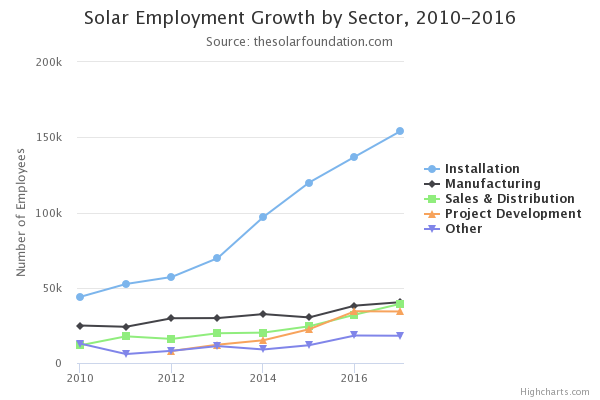 Solar Employment Growth by Sector, 2010-2016
Source: thesolarfoundation.com
Number of Employees
200k
150k
100k
50k
0
2010
2012
2014
2016
Installation
Manufacturing
Sales & Distribution
Project Development
Other
Highcharts.com